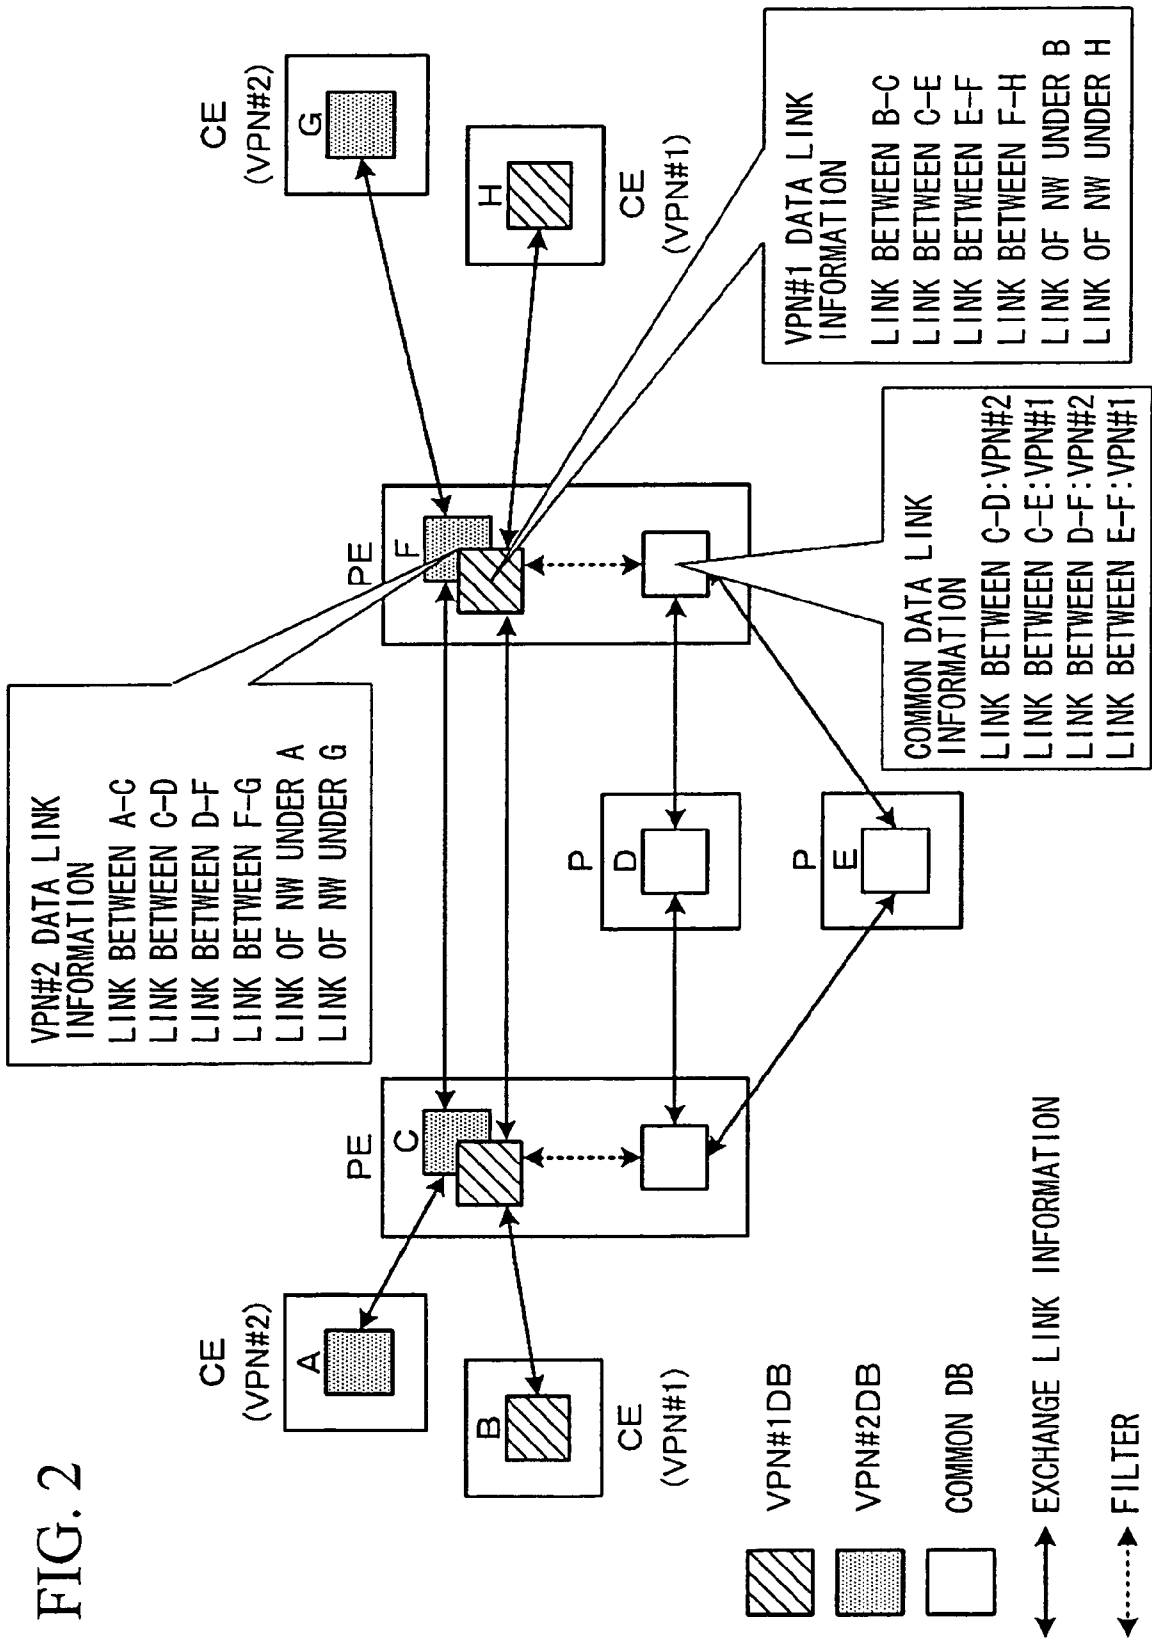 FIG. 2
VPN#2 DATA LINK
INFORMATION
LINK BETWEEN A-C
LINK BETWEEN C-D
LINK BETWEEN D-F
LINK BETWEEN F-G
LINK OF NW UNDER A
LINK OF NW UNDER G
CE
(VPN#2)
A
PE
C
PE
F
CE
(VPN#2)
G
B
CE
(VPN#1)
H
CE
(VPN#1)
P
D
P
E
VPN#1 DATA LINK
INFORMATION
LINK BETWEEN B-C
LINK BETWEEN C-E
LINK BETWEEN E-F
LINK BETWEEN F-H
LINK OF NW UNDER B
LINK OF NW UNDER H
COMMON DATA LINK
INFORMATION
LINK BETWEEN C-D:VPN#2
LINK BETWEEN C-E:VPN#1
LINK BETWEEN D-F:VPN#2
LINK BETWEEN E-F:VPN#1
VPN#1DB
VPN#2DB
COMMON DB
EXCHANGE LINK INFORMATION
FILTER